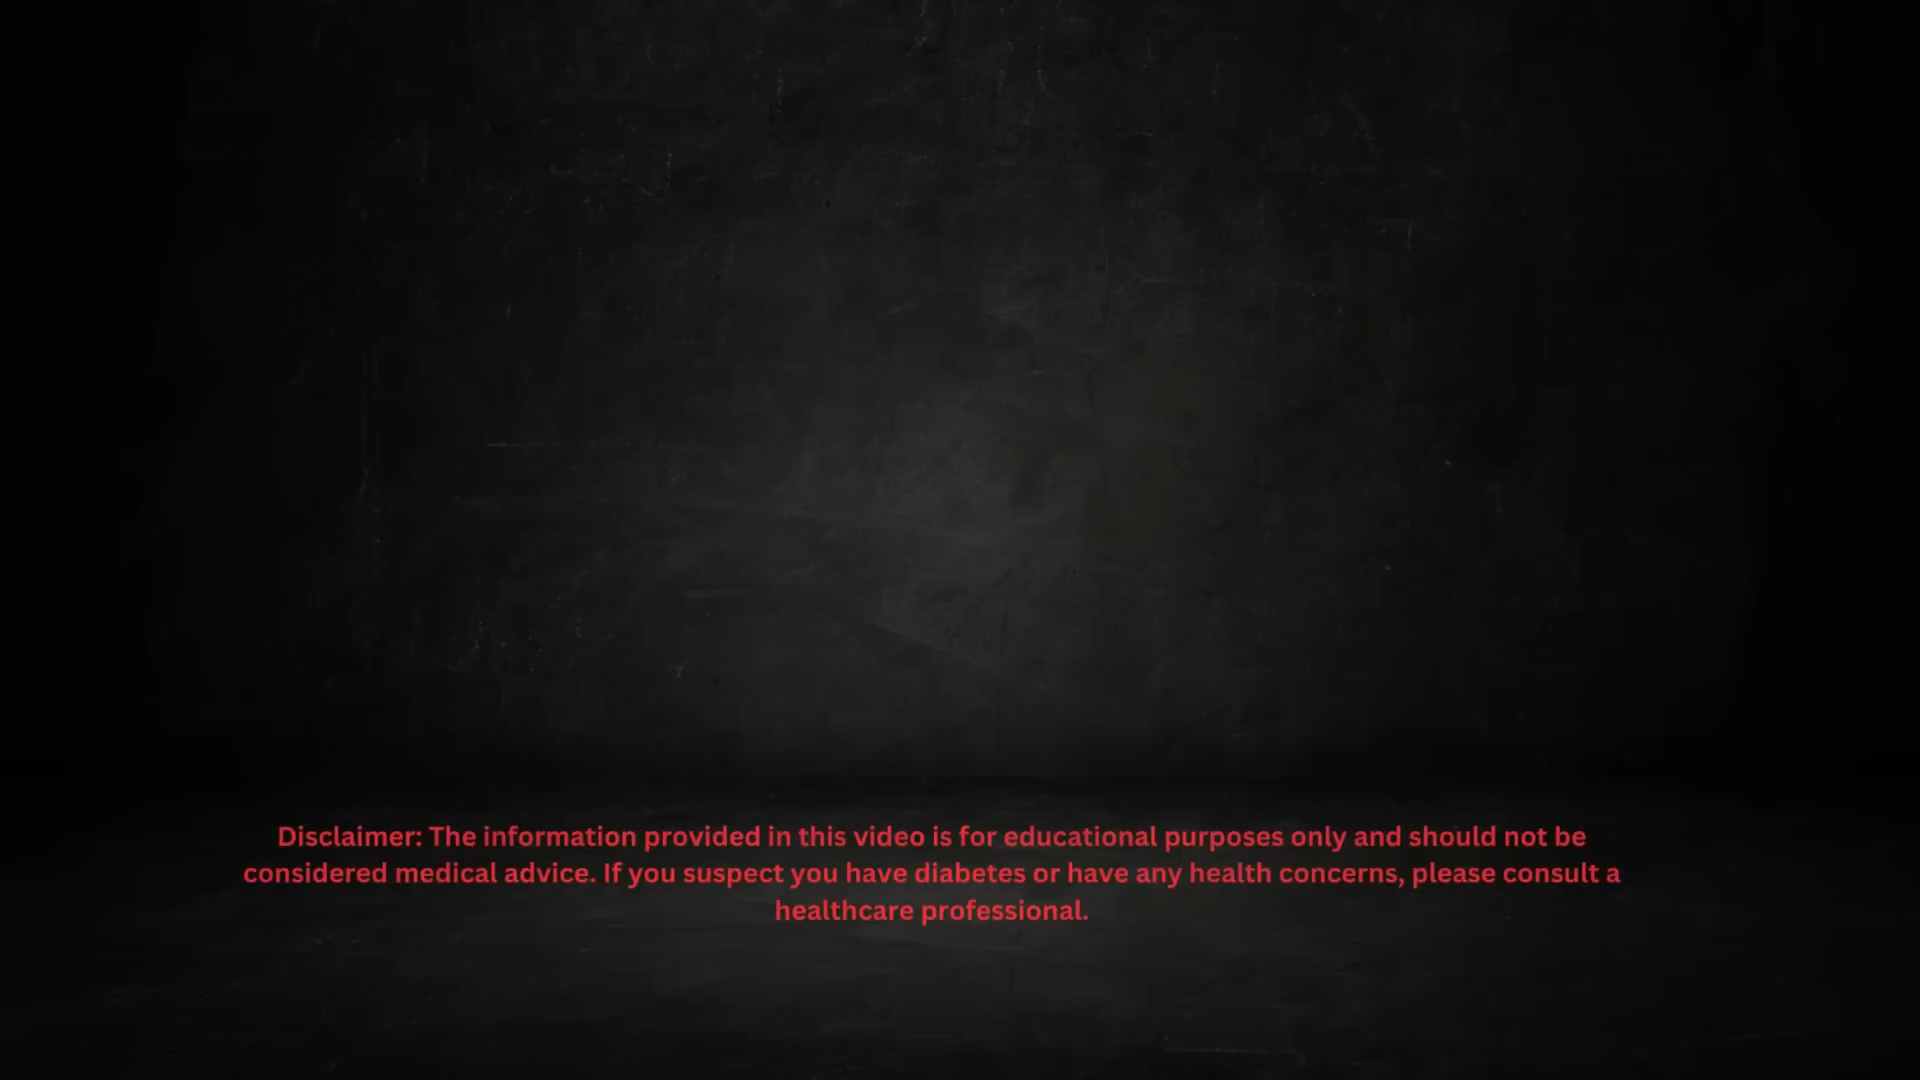 Disclaimer: The information provided in this video is for educational purposes only and should not be
considered medical advice. If you suspect you have diabetes or have any health concerns, please consult a
healthcare professional.